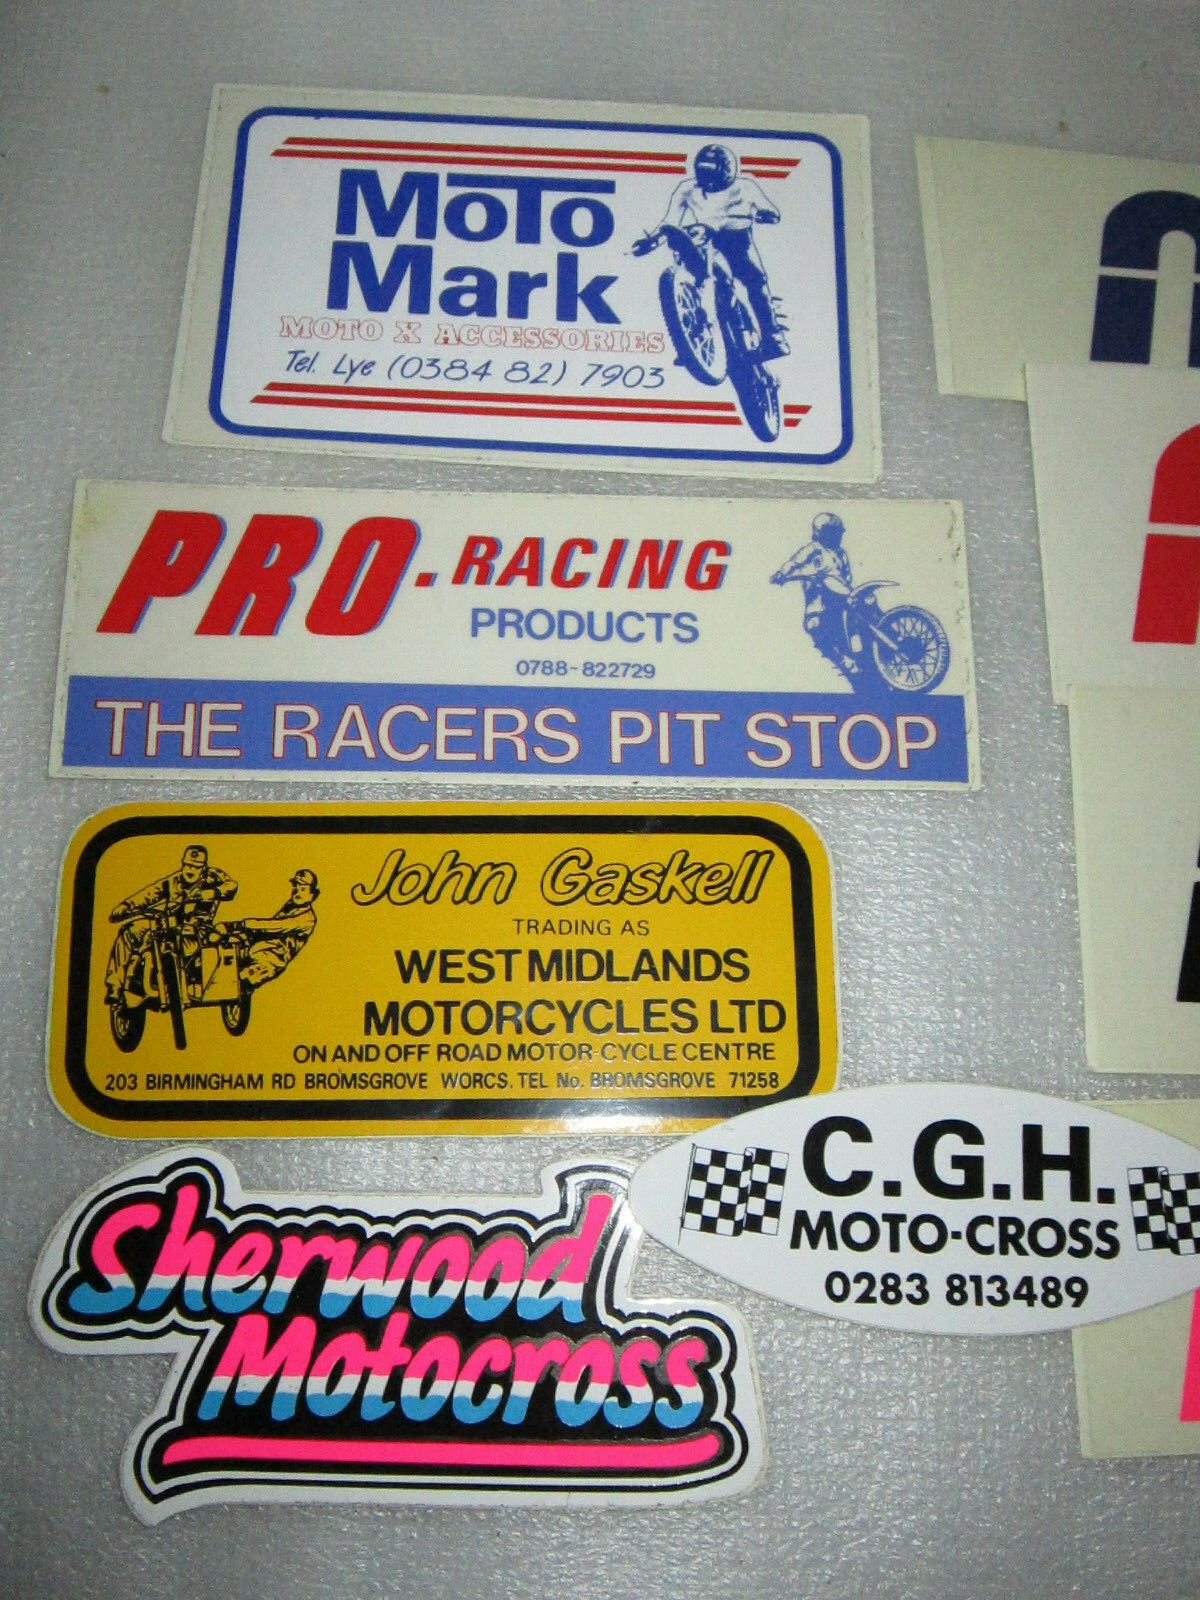 MoTo
Mark
MOTO X ACCESSORIES
Tel. Lye (0384 82) 7903
PRO.RACING
PRODUCTS
0788-822729
THE RACERS PIT STOP
John Gaskell
TRADING AS
WEST MIDLANDS
MOTORCYCLES LTD
ON AND OFF ROAD MOTOR-CYCLE CENTRE
203 BIRMINGHAM RD BROMSGROVE WORCS. TEL No. BROMSGROVE 71258
C.G.H.
MOTO-CROSS
0283 813489
Sherwood
Motocross